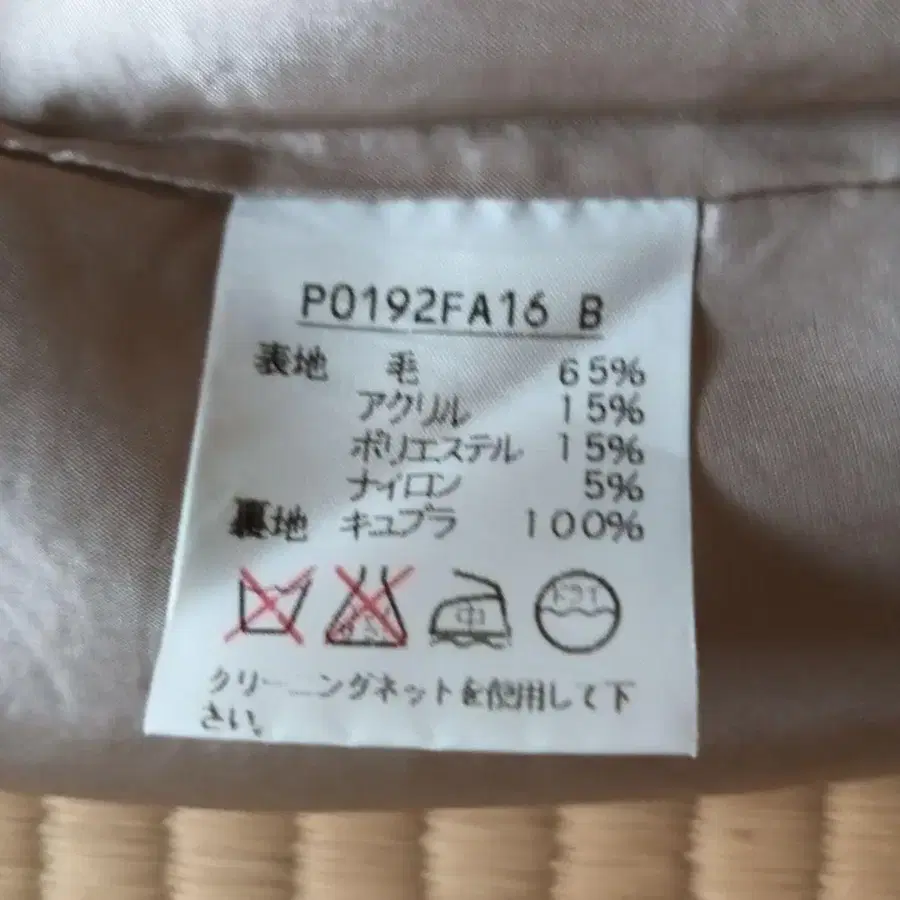 P0192FA16 B
表地 毛 65%
アクリル 15%
ポリエステル 15%
ナイロン 5%
裏地 キュプラ 100%
中 ドライ
クリーニングネットを使用して下
さい。